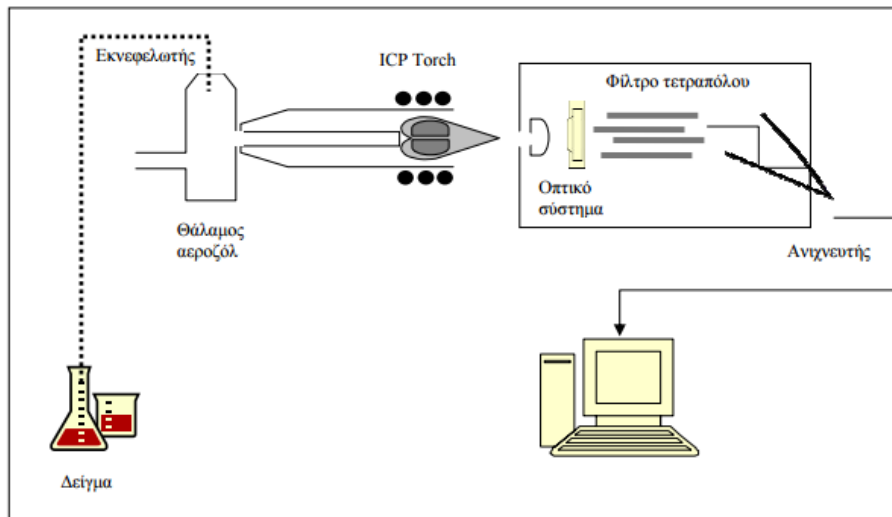 Εκνεφελωτής
ICP Torch
Φίλτρο τετραπόλου
Οπτικό
σύστημα
Θάλαμος
αεροζόλ
Ανιχνευτής
Δείγμα